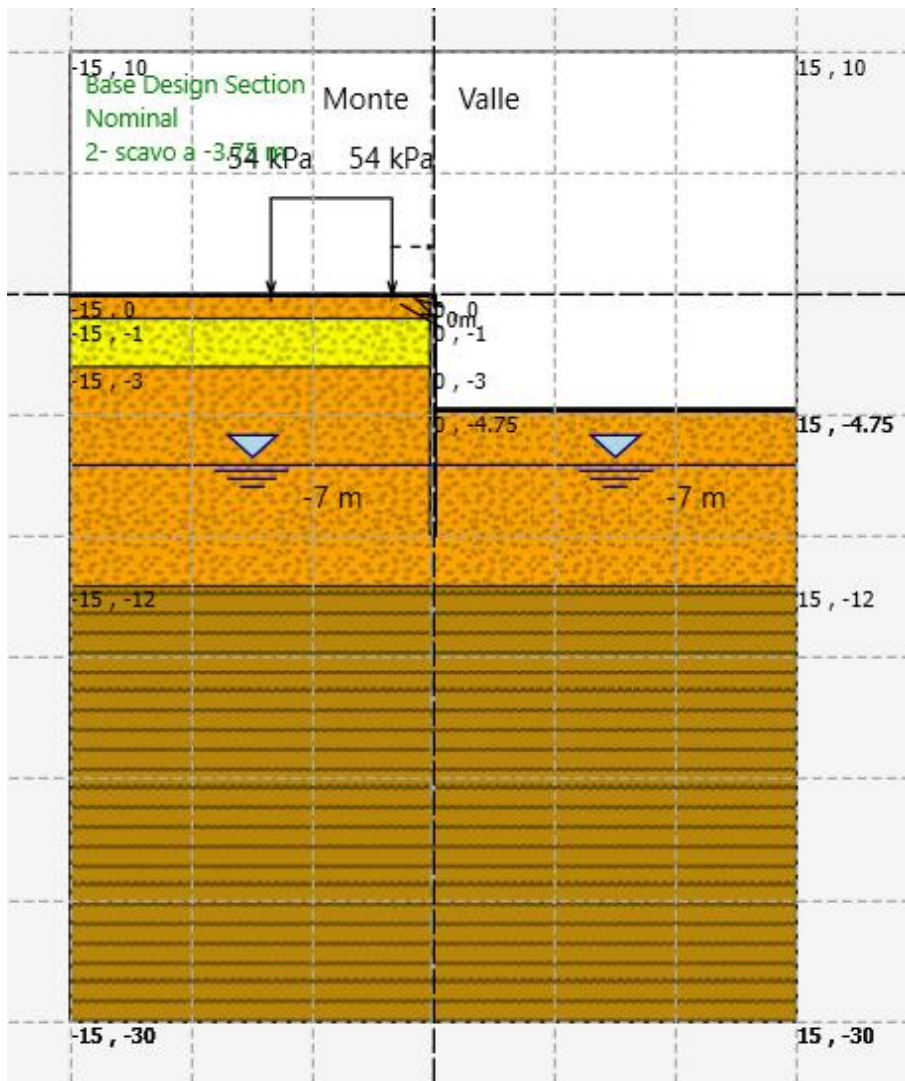 -15 , 10
15 , 10
Base Design Section
Nominal
2- scavo a -3.75 m
Monte
Valle
54 kPa
54 kPa
-15 , 0
0 , 0
0m
-15 , -1
0 , -1
-15 , -3
0 , -3
0 , -4.75
15 , -4.75
-7 m
-7 m
-15 , -12
15 , -12
-15 , -30
15 , -30